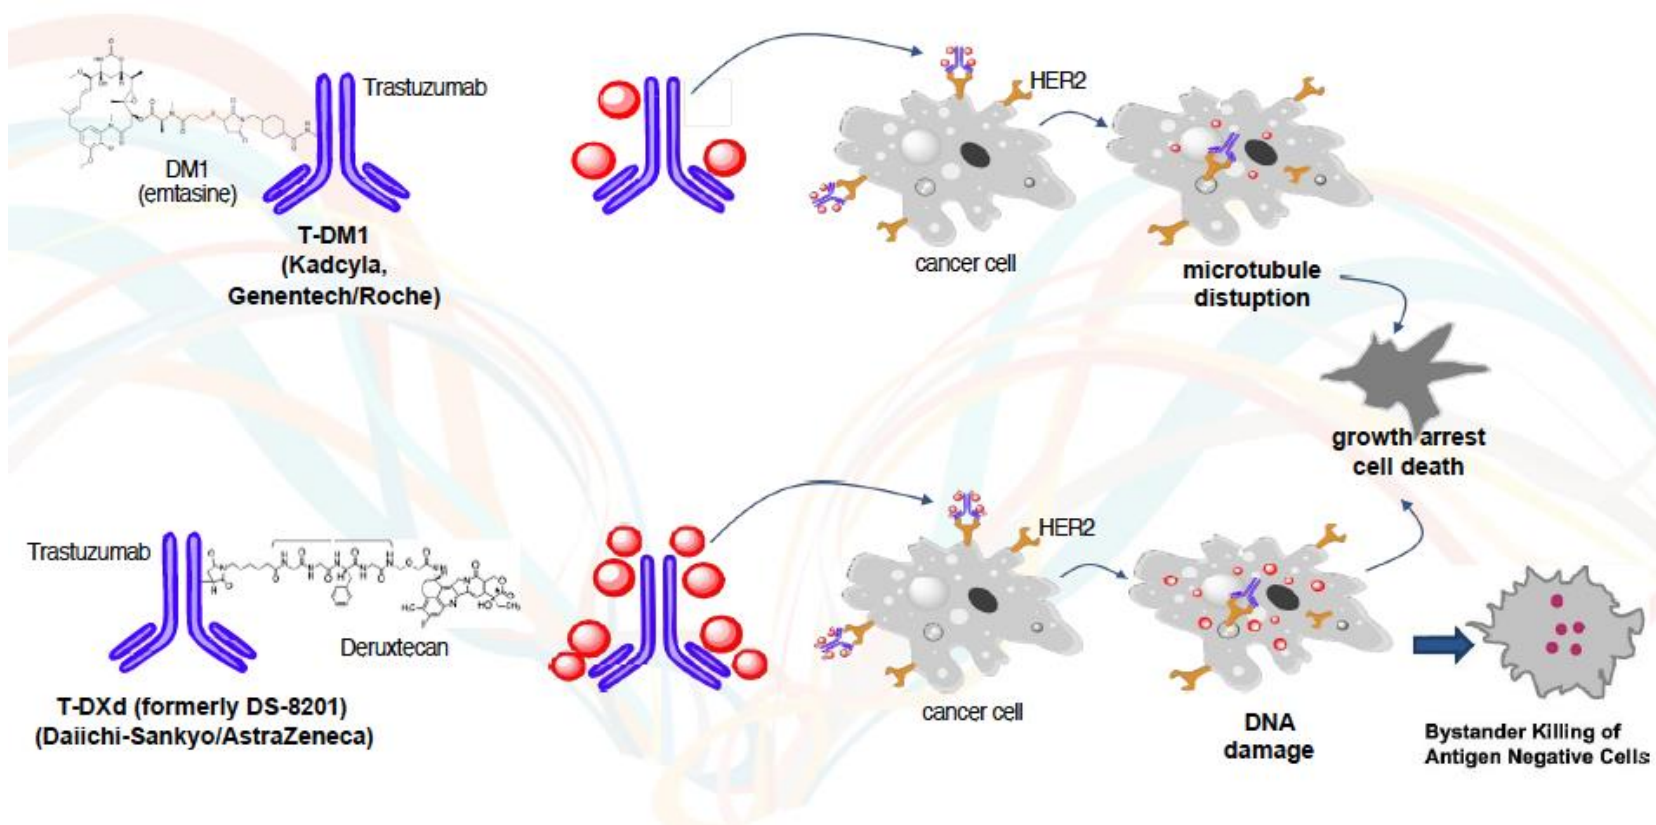 Trastuzumab
DM1
(emtasine)
T-DM1
(Kadcyla,
Genentech/Roche)
HER2
cancer cell
microtubule
distuption
growth arrest
cell death
Trastuzumab
Deruxtecan
T-DXd (formerly DS-8201)
(Daiichi-Sankyo/AstraZeneca)
HER2
cancer cell
DNA
damage
Bystander Killing of
Antigen Negative Cells